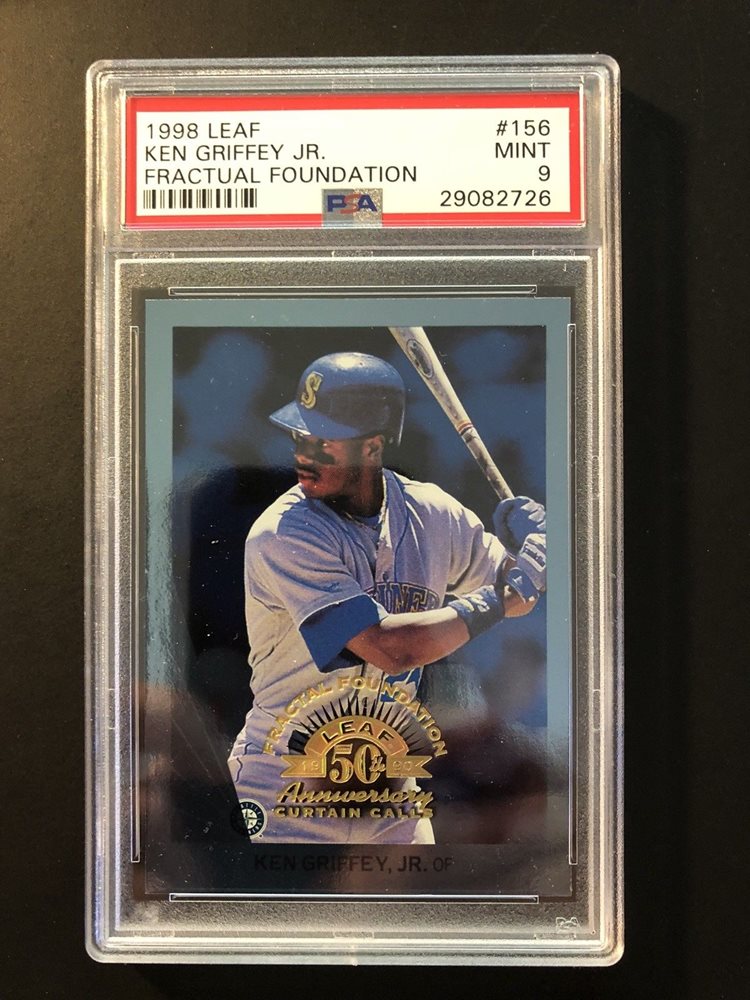 1998 LEAF #156
KEN GRIFFEY JR. MINT
FRACTUAL FOUNDATION 9
PSA 29082726
S
FRACTAL FOUNDATION
LEAF
50th
Anniversary
CURTAIN CALLS
KEN GRIFFEY, JR. OF